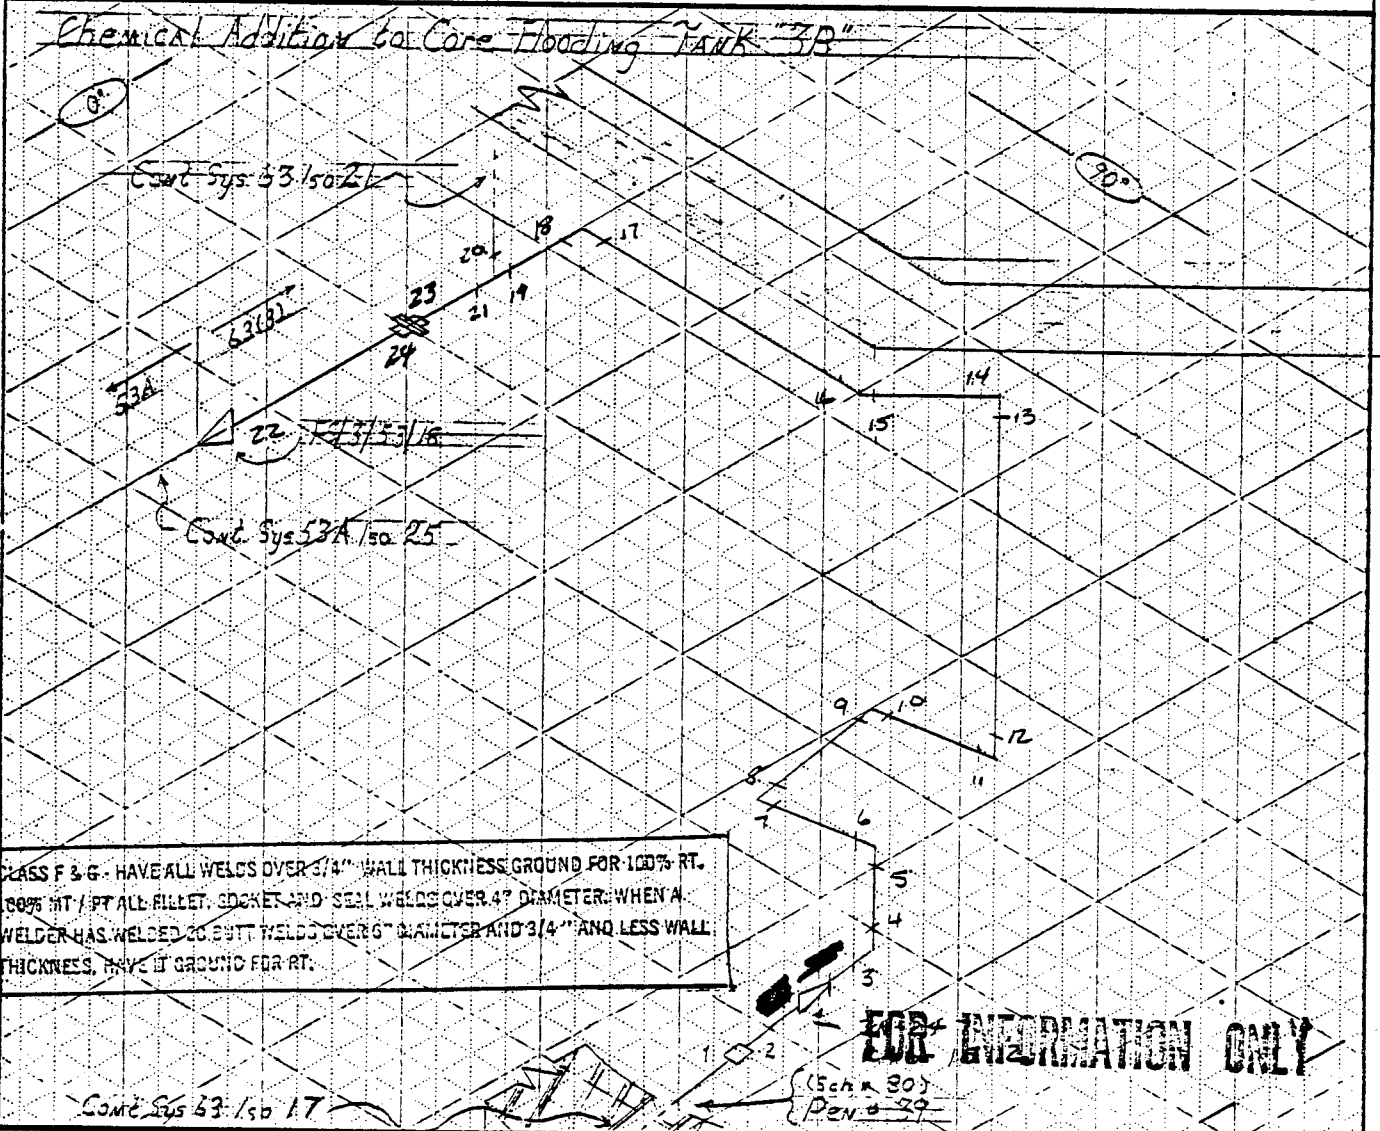 Chemical Addition to Core Flooding TANK "3B"
0°
90°
Cont Sys 53 Iso 21
18
17
20
19
21
23
24
63(3)
53A
22
Cont. Sys 53A Iso 25
14
13
15
16
9
10
12
11
8
7
6
5
4
3
CLASS F & G - HAVE ALL WELDS OVER 3/4" WALL THICKNESS GROUND FOR 100% RT.
100% MT / PT ALL FILLET, SOCKET AND SEAL WELDS OVER 4" DIAMETER. WHEN A
WELDER HAS WELDED 20 BUTT WELDS OVER 6" DIAMETER AND 3/4" AND LESS WALL
THICKNESS, HAVE IT GROUND FOR RT.
FOR INFORMATION ONLY
1
2
(Sch 80)
Pen
Cont Sys 53 Iso 17